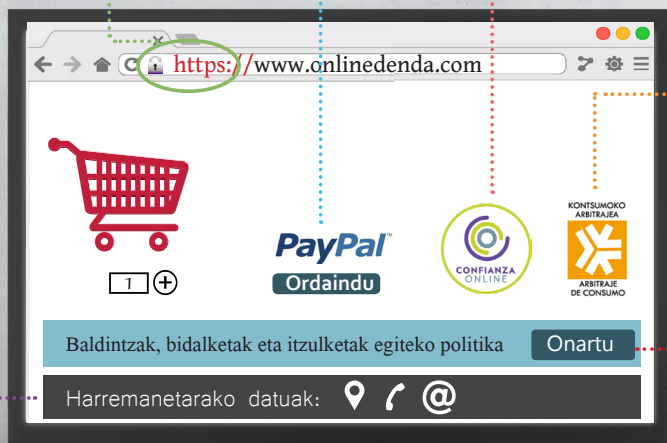 https://www.onlinedenda.com
KONTSUMOKO
ARBITRAJEA
PayPal™
CONFIANZA
ONLINE
Ordaindu
ARBITRAJE
DE CONSUMO
1
Baldintzak, bidalketak eta itzulketak egiteko politika
Onartu
Harremanetarako datuak: @